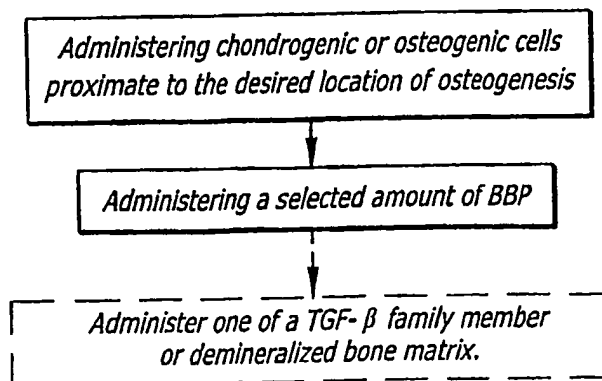 Administering chondrogenic or osteogenic cells
proximate to the desired location of osteogenesis
Administering a selected amount of BBP
Administer one of a TGF- β family member
or demineralized bone matrix.